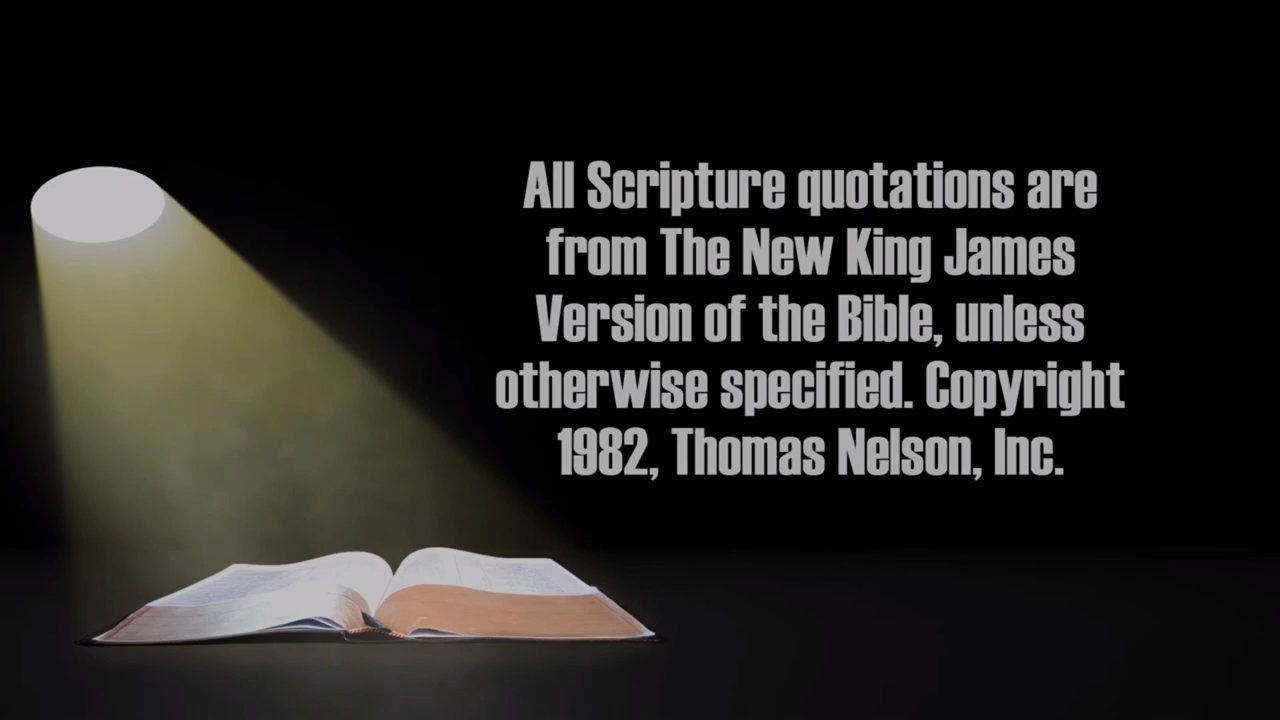 All Scripture quotations are
from The New King James
Version of the Bible, unless
otherwise specified. Copyright
1982, Thomas Nelson, Inc.